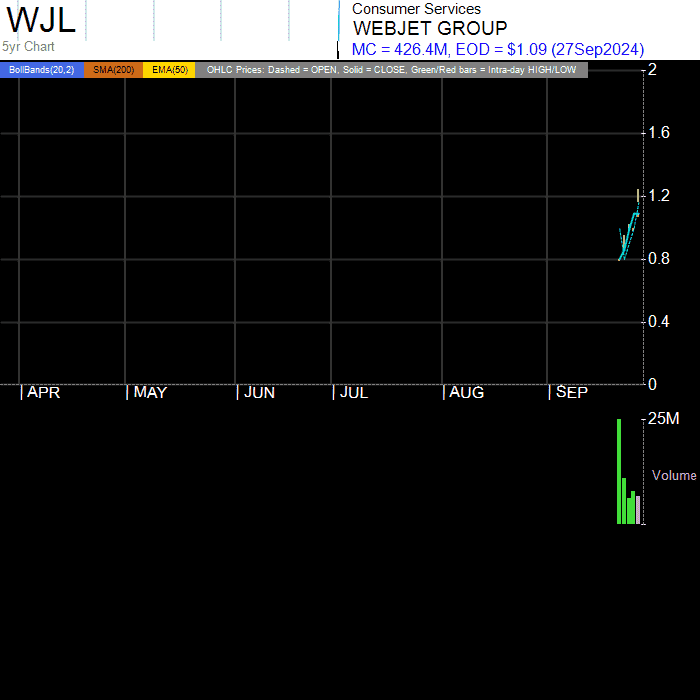 WJL
5yr Chart
Consumer Services
WEBJET GROUP
MC = 426.4M, EOD = $1.09 (27Sep2024)
BollBands(20,2) SMA(200) EMA(50) OHLC Prices: Dashed = OPEN, Solid = CLOSE, Green/Red bars = Intra-day HIGH/LOW
2
1.6
1.2
0.8
0.4
0
| APR | MAY | JUN | JUL | AUG | SEP
25M
Volume